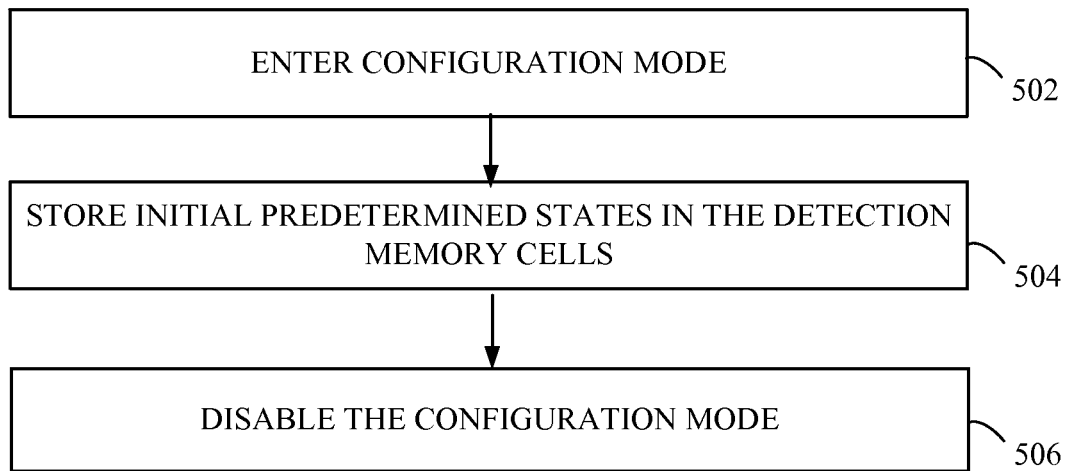 ENTER CONFIGURATION MODE
502
STORE INITIAL PREDETERMINED STATES IN THE DETECTION
MEMORY CELLS
504
DISABLE THE CONFIGURATION MODE
506